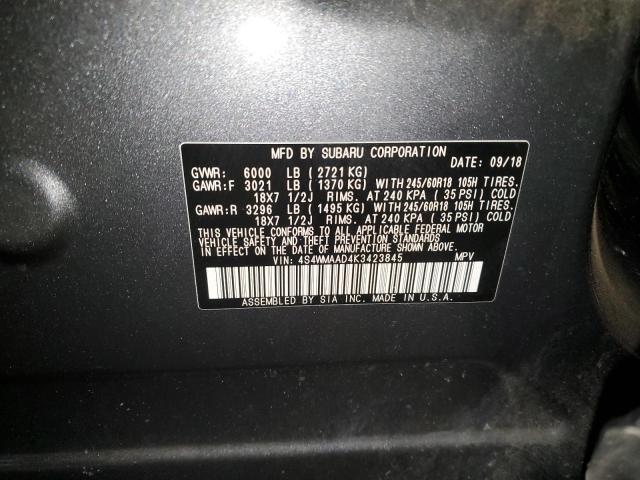 MFD BY SUBARU CORPORATION DATE: 09/18
GVWR: 6000 LB ( 2721 KG)
GAWR:F 3021 LB ( 1370 KG) WITH 245/60R18 105H TIRES.
18X7 1/2J RIMS. AT 240 KPA ( 35 PSI) COLD
GAWR:R 3296 LB ( 1495 KG) WITH 245/60R18 105H TIRES.
18X7 1/2J RIMS. AT 240 KPA ( 35 PSI) COLD
THIS VEHICLE CONFORMS TO ALL APPLICABLE FEDERAL MOTOR
VEHICLE SAFETY AND THEFT PREVENTION STANDARDS IN EFFECT
ON THE DATE OF MANUFACTURE SHOWN ABOVE.
VIN: 4S4WMAAD4K3423845 MPV
ASSEMBLED BY SIA INC. MADE IN U.S.A.